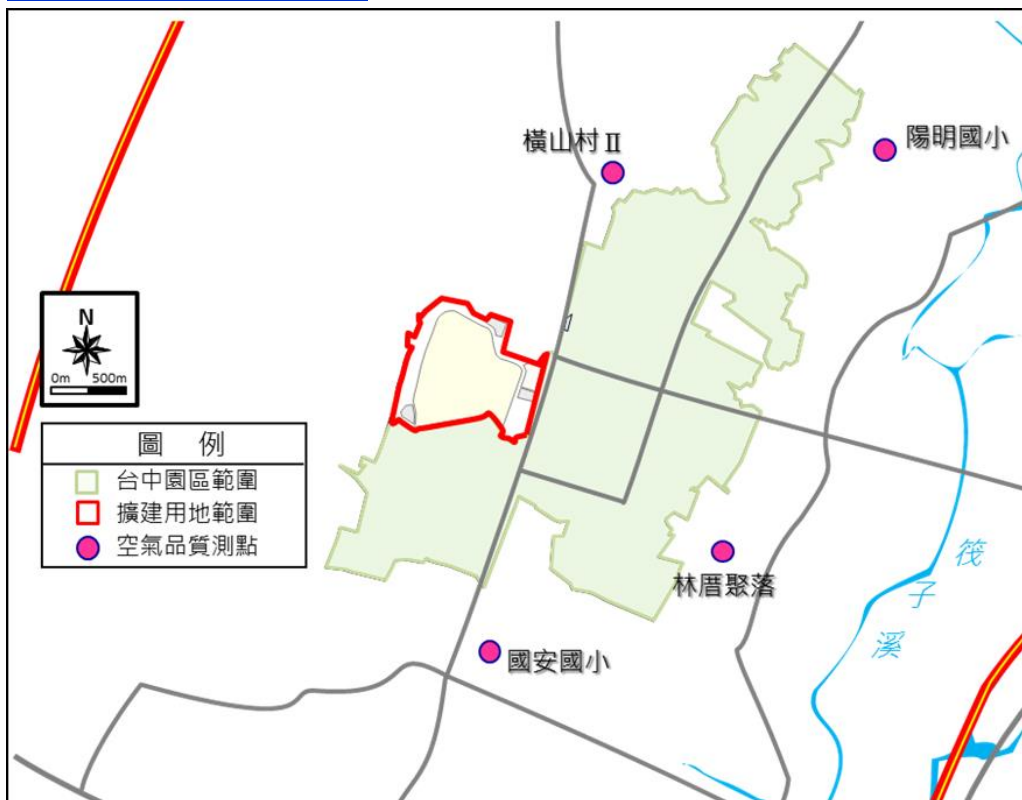 橫山村Ⅱ
陽明國小
N
0m 500m
圖 例
台中園區範圍
擴建用地範圍
空氣品質測點
林厝聚落
國安國小
筏子溪